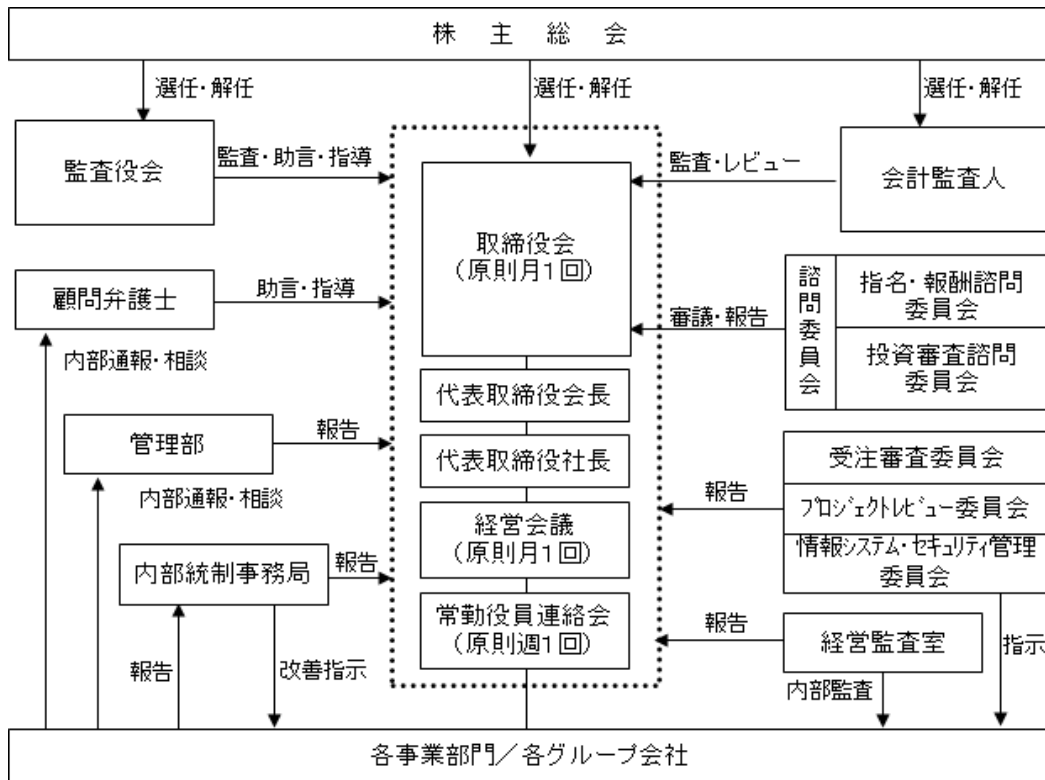 株 主 総 会
選任・解任
選任・解任
選任・解任
監査役会
監査・助言・指導
取締役会
(原則月1回)
監査・レビュー
会計監査人
顧問弁護士
助言・指導
審議・報告
諮問委員会
指名・報酬諮問
委員会
投資審査諮問
委員会
内部通報・相談
代表取締役会長
管理部
報告
代表取締役社長
受注審査委員会
内部通報・相談
報告
プロジェクトレビュー委員会
経営会議
(原則月1回)
情報システム・セキュリティ管理
委員会
内部統制事務局
報告
常勤役員連絡会
(原則週1回)
報告
経営監査室
指示
報告
改善指示
内部監査
各事業部門/各グループ会社